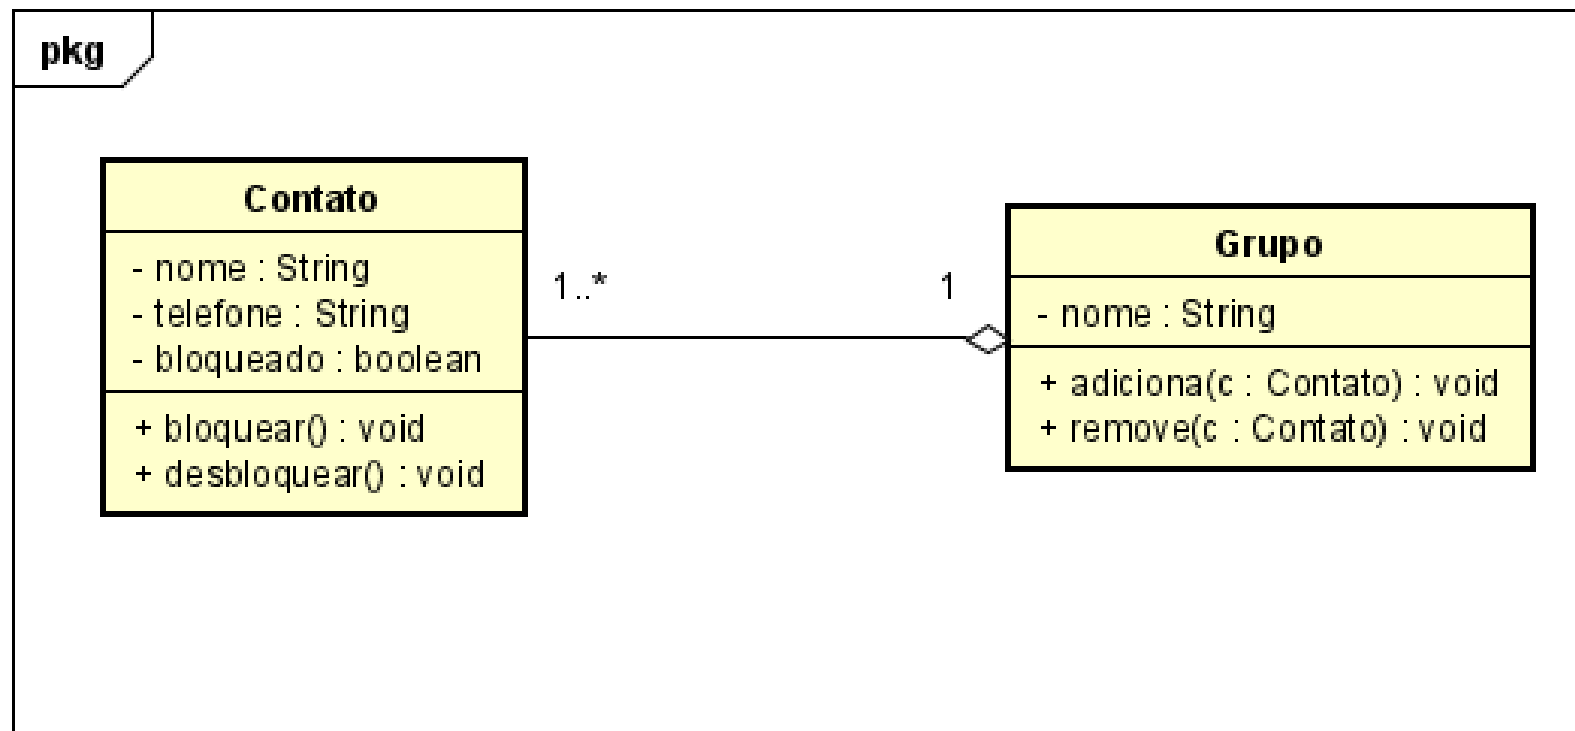 pkg
Contato
- nome : String
- telefone : String
- bloqueado : boolean
+ bloquear() : void
+ desbloquear() : void
1..*
1
Grupo
- nome : String
+ adiciona(c : Contato) : void
+ remove(c : Contato) : void